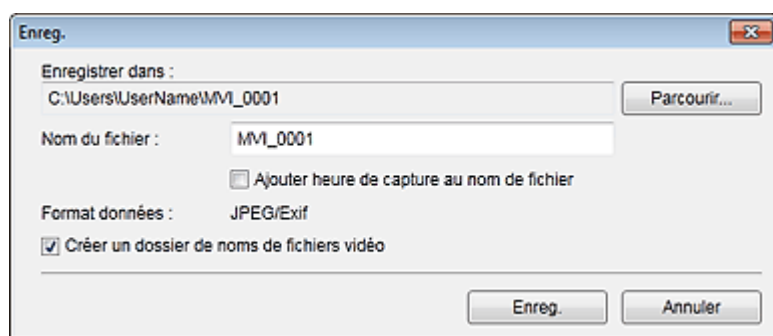 Enreg.
Enregistrer dans :
C:\Users\UserName\MVI_0001
Parcourir...
Nom du fichier :
MVI_0001
Ajouter heure de capture au nom de fichier
Format données :
JPEG/Exif
Créer un dossier de noms de fichiers vidéo
Enreg.
Annuler